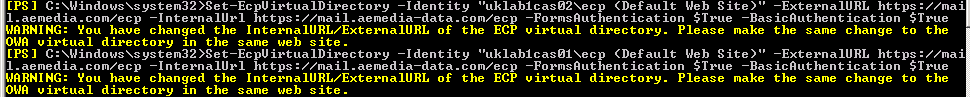 [PS] C:\Windows\system32>Set-EcpVirtualDirectory -Identity "uklab1cas02\ecp (Default Web Site)" -ExternalURL https://mai
l.aemedia.com/ecp -InternalUrl https://mail.aemedia-data.com/ecp -FormsAuthentication $True -BasicAuthentication $True
WARNING: You have changed the InternalURL/ExternalURL of the ECP virtual directory. Please make the same change to the
OWA virtual directory in the same web site.
[PS] C:\Windows\system32>Set-EcpVirtualDirectory -Identity "uklab1cas01\ecp (Default Web Site)" -ExternalURL https://mai
l.aemedia.com/ecp -InternalUrl https://mail.aemedia-data.com/ecp -FormsAuthentication $True -BasicAuthentication $True
WARNING: You have changed the InternalURL/ExternalURL of the ECP virtual directory. Please make the same change to the
OWA virtual directory in the same web site.